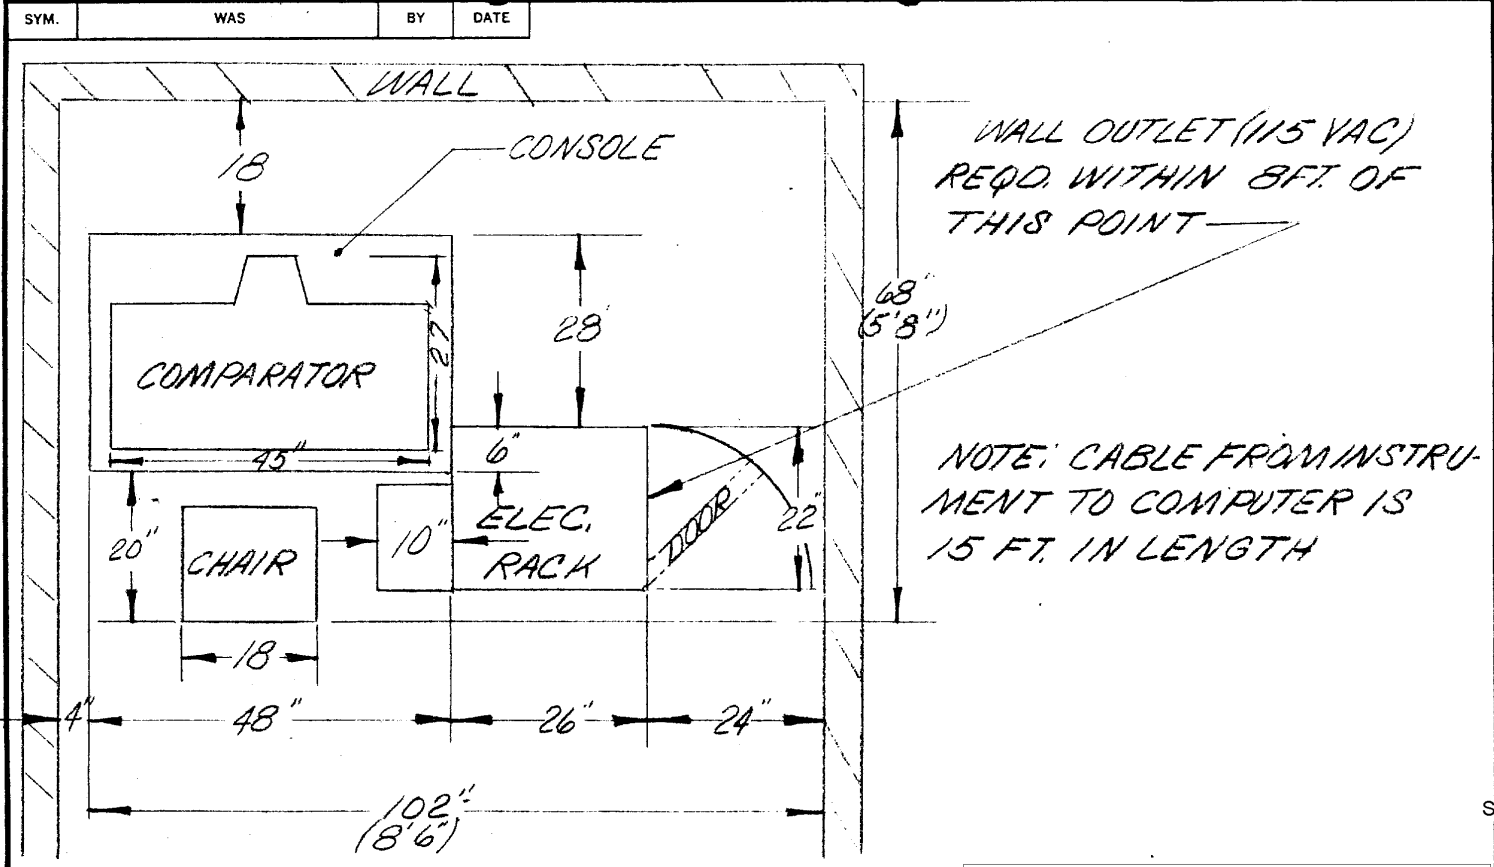 SYM. WAS BY DATE
WALL
18
CONSOLE
WALL OUTLET (115 VAC)
REQD. WITHIN 8FT. OF
THIS POINT
28
68"
(5'8")
27"
COMPARATOR
45"
6"
NOTE: CABLE FROM INSTRU-
MENT TO COMPUTER IS
15 FT. IN LENGTH
20"
CHAIR
10"
ELEC.
RACK
DOOR
22"
18
4" 48" 26" 24"
102"
(8'6")
S